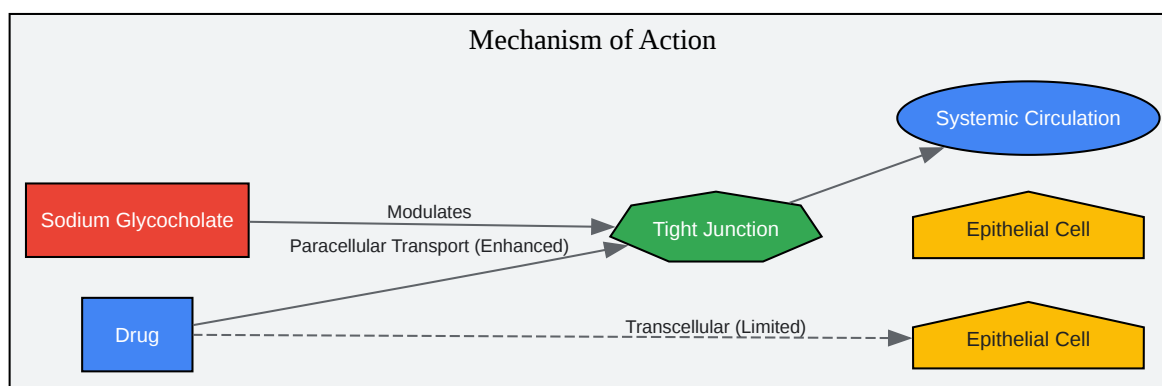 Mechanism of Action
Systemic Circulation
Sodium Glycocholate
Modulates
Tight Junction
Epithelial Cell
Paracellular Transport (Enhanced)
Drug
Transcellular (Limited)
Epithelial Cell